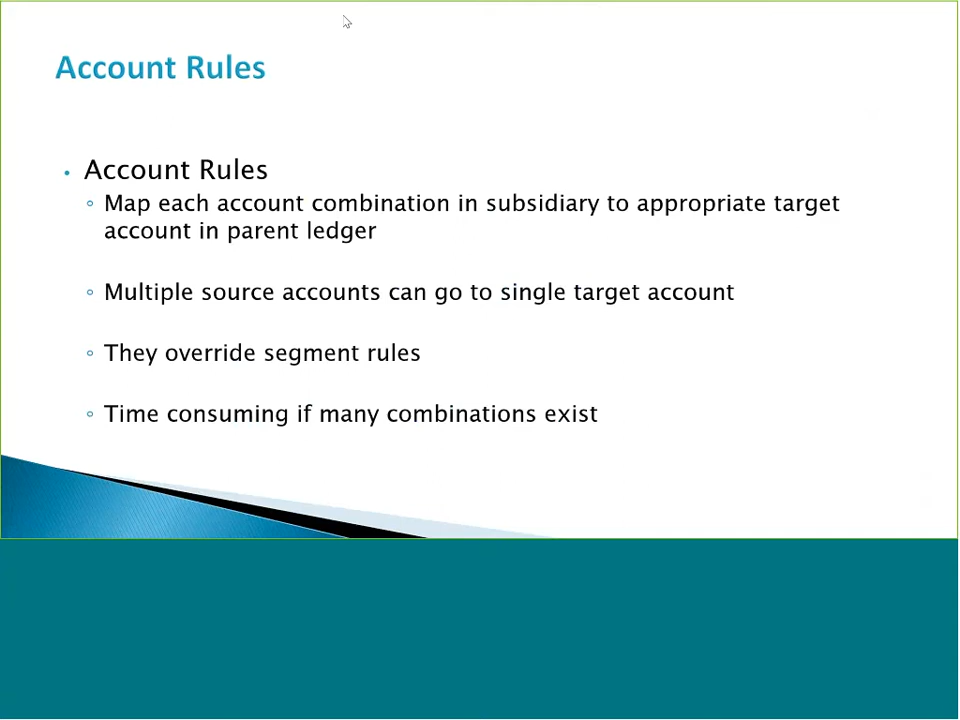 Account Rules
• Account Rules
◦ Map each account combination in subsidiary to appropriate target
account in parent ledger
◦ Multiple source accounts can go to single target account
◦ They override segment rules
◦ Time consuming if many combinations exist